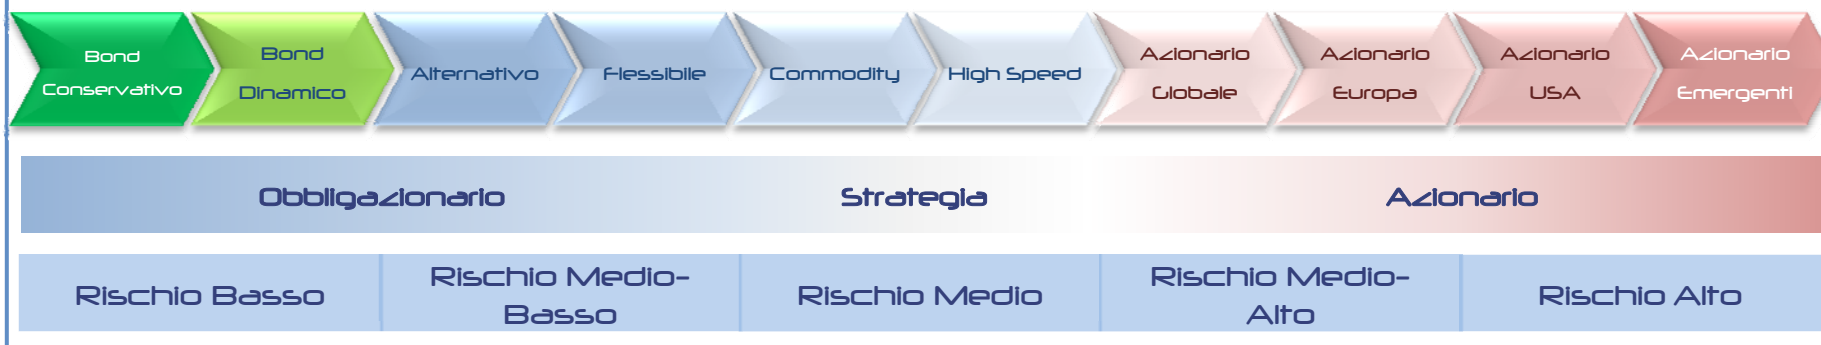 Bond
Conservativo
Bond
Dinamico
Alternativo
Flessibile
Commodity
High Speed
Azionario
Globale
Azionario
Europa
Azionario
USA
Azionario
Emergenti
Obbligazionario
Strategia
Azionario
Rischio Basso
Rischio Medio-
Basso
Rischio Medio
Rischio Medio-
Alto
Rischio Alto